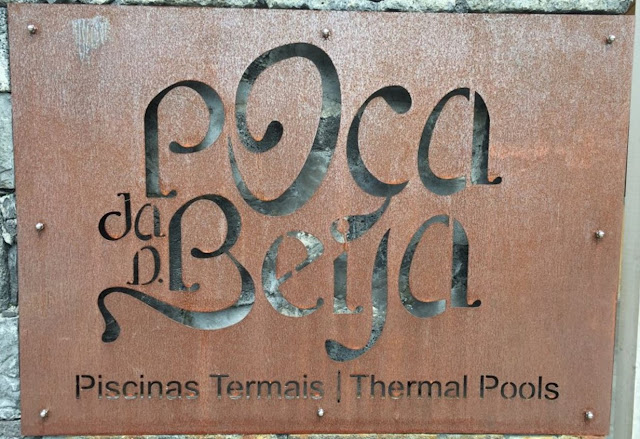 Poça
da D. Beija
Piscinas Termais | Thermal Pools